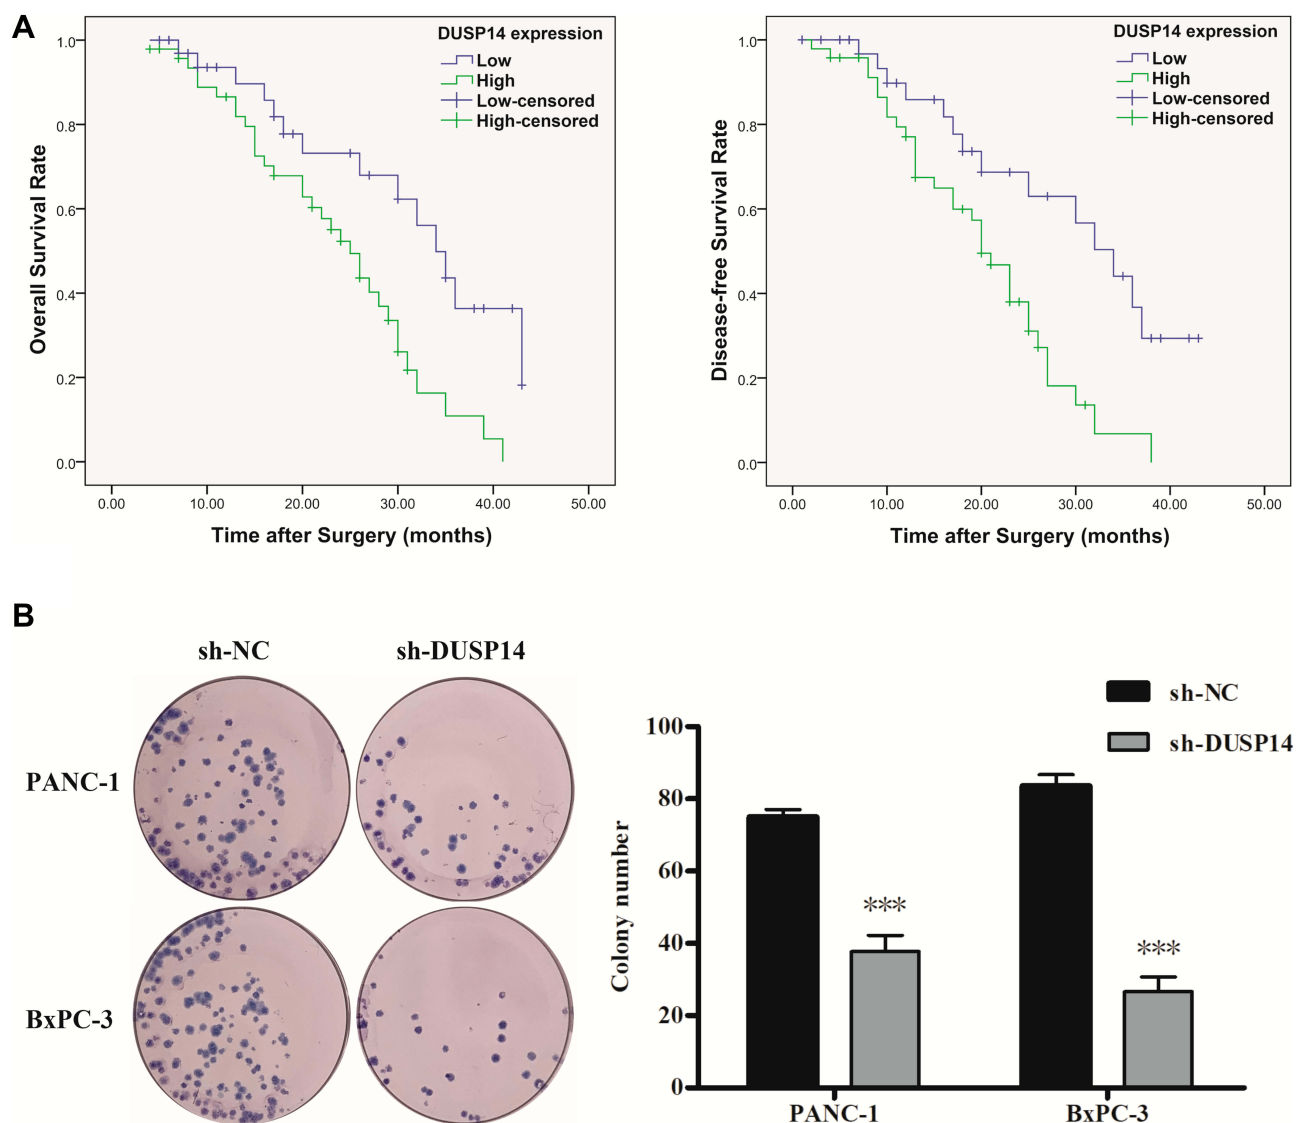 A
DUSP14 expression
Low
High
Low-censored
High-censored
Overall Survival Rate
1.0
0.8
0.6
0.4
0.2
0.0
0.00 10.00 20.00 30.00 40.00 50.00
Time after Surgery (months)
DUSP14 expression
Low
High
Low-censored
High-censored
Disease-free Survival Rate
1.0
0.8
0.6
0.4
0.2
0.0
0.00 10.00 20.00 30.00 40.00 50.00
Time after Surgery (months)
B
sh-NC sh-DUSP14
PANC-1
BxPC-3
sh-NC
sh-DUSP14
Colony number
100
80
60
40
20
0
***
***
PANC-1 BxPC-3